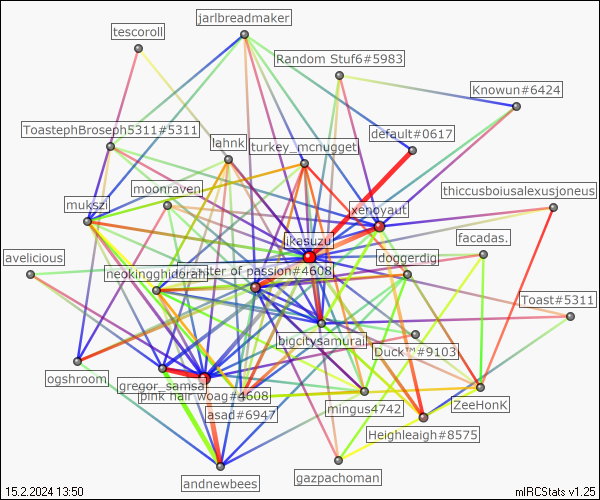 jarlbreadmaker
tescoroll
Random Stuf6#5983
Knowun#6424
ToastephBroseph5311#5311
default#0617
lahnk
turkey_mcnugget
moonraven
thiccusboiusalexusjoneus
mukszi
xenoyaut
ikasuzu
facadas.
avelicious
doggerdig
neokingghidorah
ter of passion#4608
Toast#5311
bigcitysamurai
Duck™#9103
ogshroom
gregor_samsa
pink hair woag#4608
mingus4742
ZeeHonK
asad#6947
Heighleaigh#8575
andnewbees
gazpachoman
15.2.2024 13:50
mIRCStats v1.25